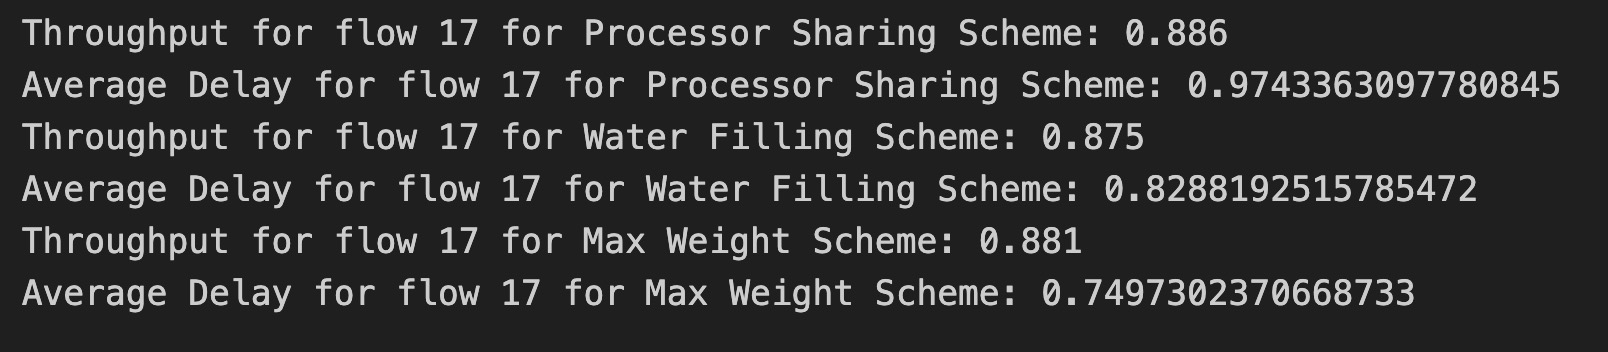 Throughput for flow 17 for Processor Sharing Scheme: 0.886
Average Delay for flow 17 for Processor Sharing Scheme: 0.9743363097780845
Throughput for flow 17 for Water Filling Scheme: 0.875
Average Delay for flow 17 for Water Filling Scheme: 0.8288192515785472
Throughput for flow 17 for Max Weight Scheme: 0.881
Average Delay for flow 17 for Max Weight Scheme: 0.7497302370668733